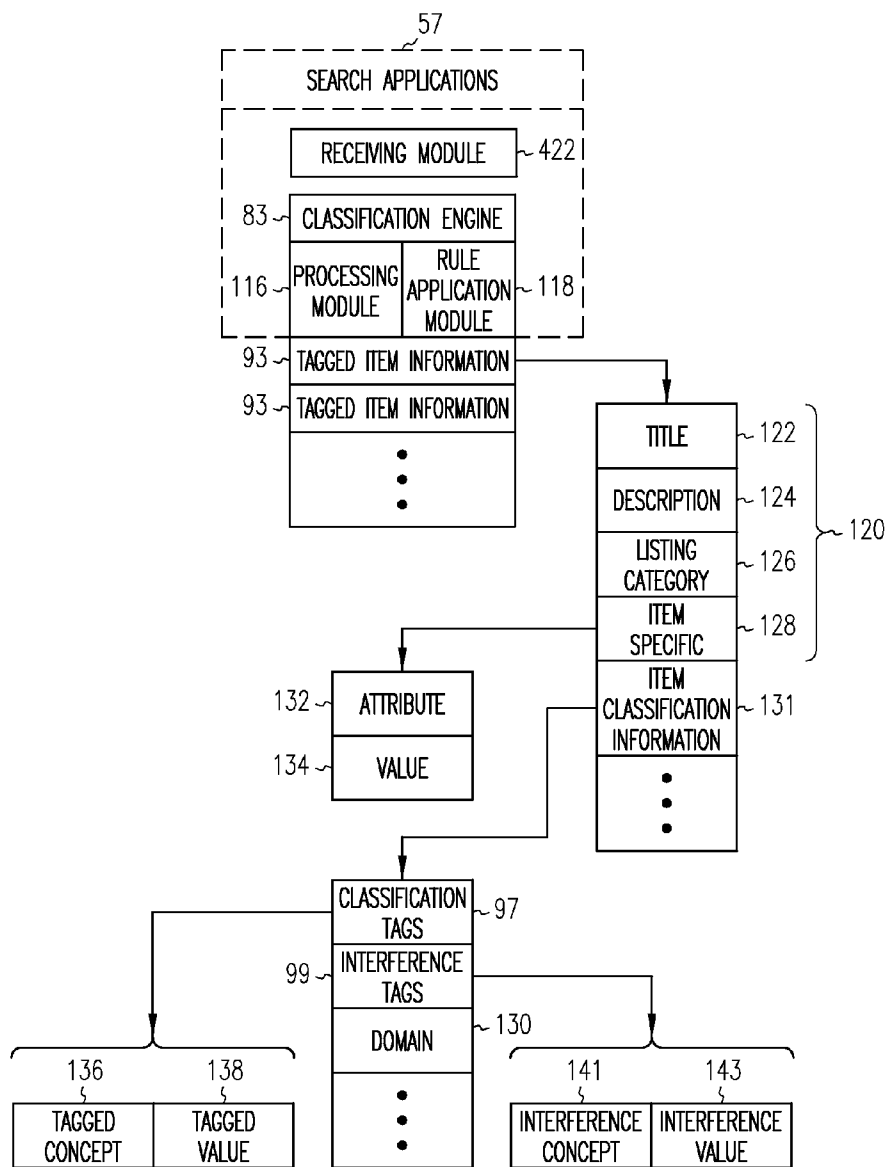 57
SEARCH APPLICATIONS
RECEIVING MODULE
422
83
CLASSIFICATION ENGINE
116
PROCESSING
MODULE
RULE
APPLICATION
MODULE
118
93
TAGGED ITEM INFORMATION
93
TAGGED ITEM INFORMATION
TITLE
122
DESCRIPTION
124
120
LISTING
CATEGORY
126
ITEM
SPECIFIC
128
ITEM
CLASSIFICATION
INFORMATION
131
132
ATTRIBUTE
134
VALUE
CLASSIFICATION
TAGS
97
99
INTERFERENCE
TAGS
130
DOMAIN
136
138
TAGGED
CONCEPT
TAGGED
VALUE
141
143
INTERFERENCE
CONCEPT
INTERFERENCE
VALUE